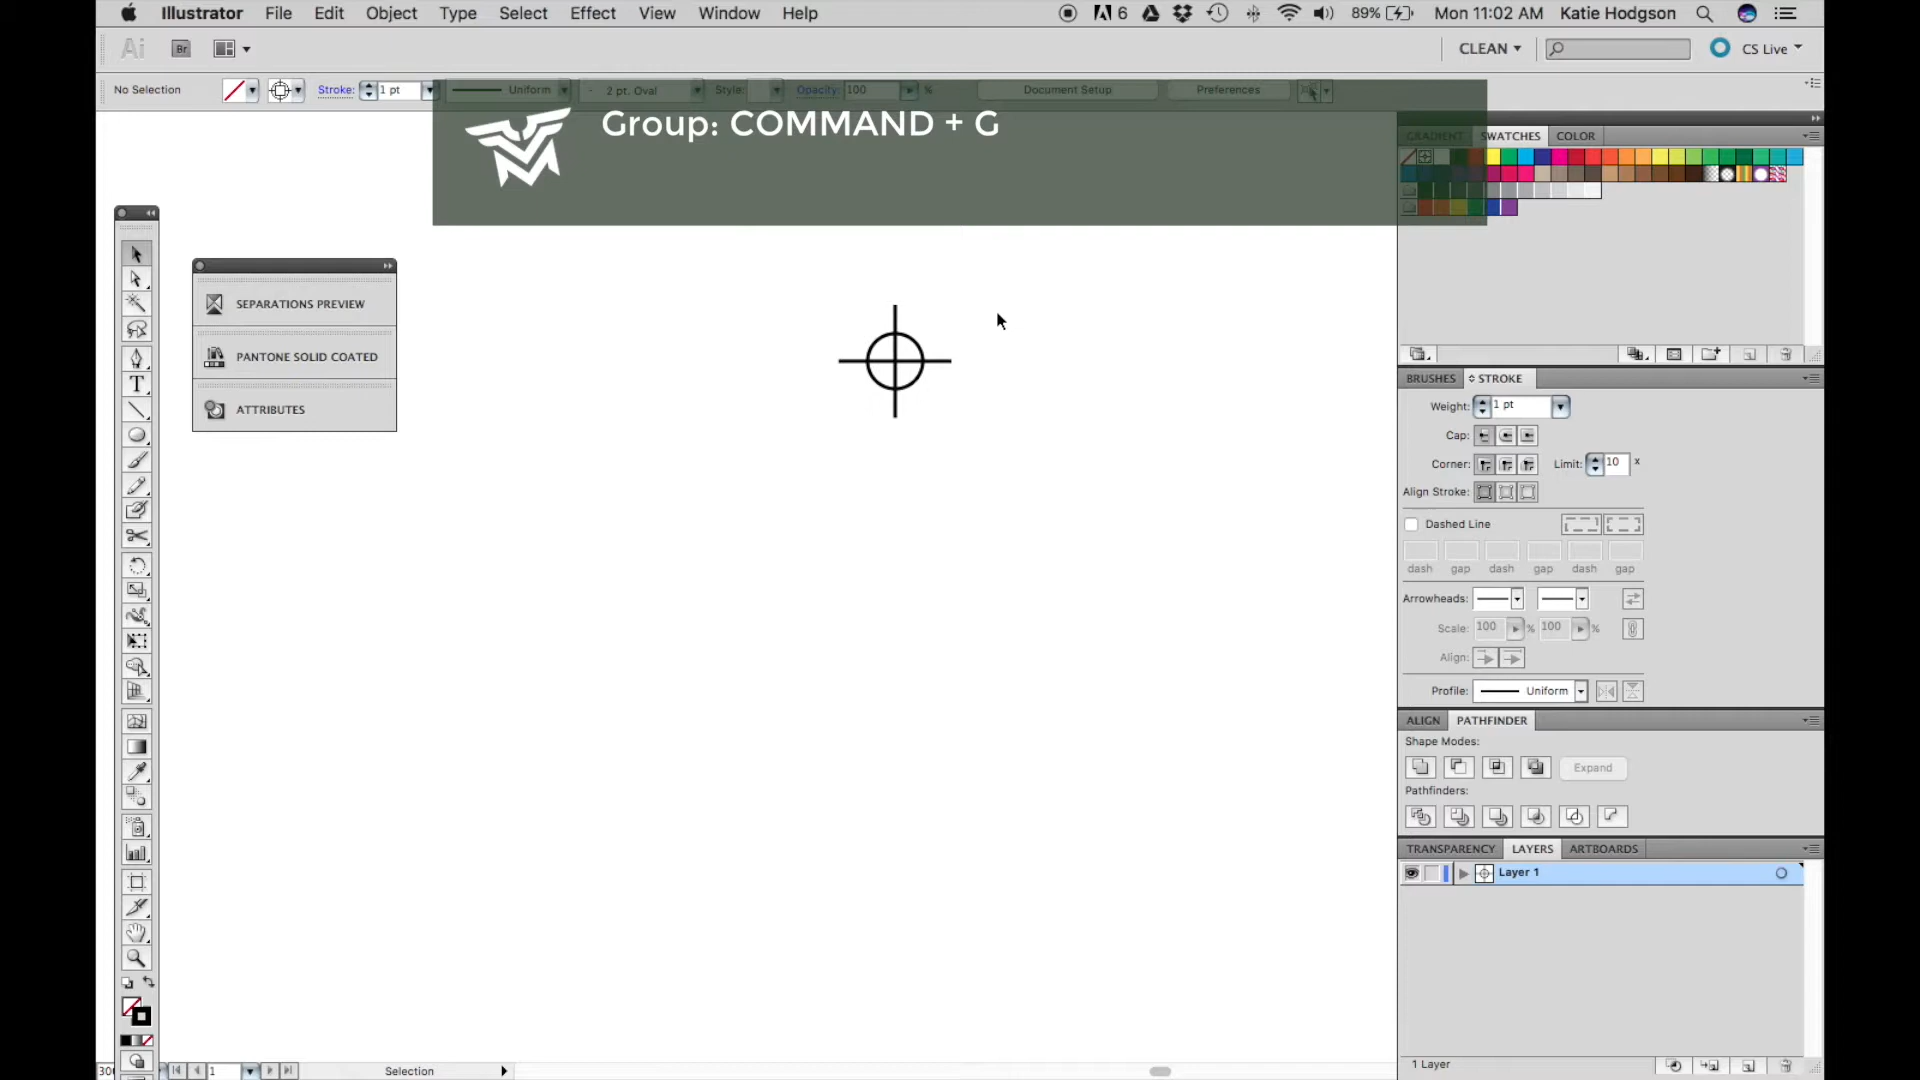 Illustrator File Edit Object Type Select Effect View Window Help
6 89% Mon 11:02 AM Katie Hodgson
Ai Br CLEAN CS Live
No Selection Stroke: 1 pt Uniform 2 pt. Oval Style: Opacity: 100 % Document Setup Preferences
Group: COMMAND + G
GRADIENT SWATCHES COLOR
SEPARATIONS PREVIEW
PANTONE SOLID COATED
ATTRIBUTES
T
BRUSHES STROKE
Weight: 1 pt
Cap:
Corner: Limit: 10 x
Align Stroke:
Dashed Line
dash gap dash gap dash gap
Arrowheads:
Scale: 100 % 100 %
Align:
Profile: Uniform
ALIGN PATHFINDER
Shape Modes:
Expand
Pathfinders:
TRANSPARENCY LAYERS ARTBOARDS
Layer 1
1 Layer
300 1 Selection